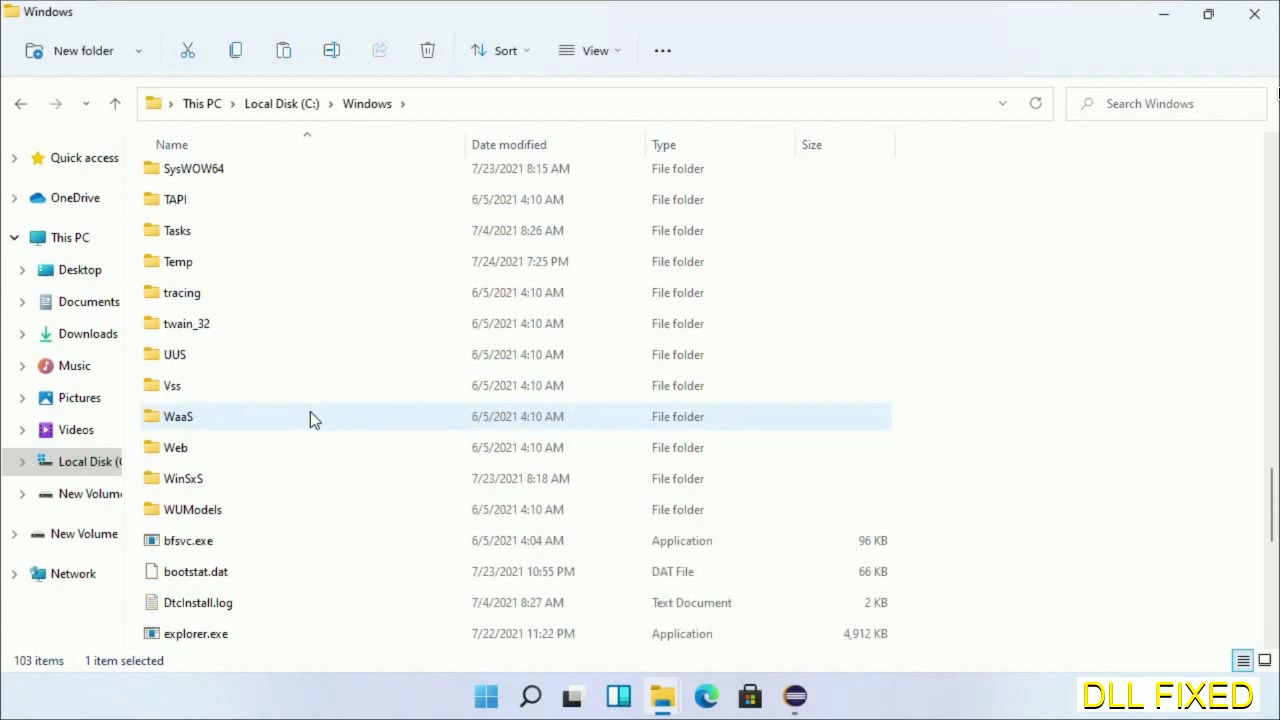 Windows
New folder
Sort
View
This PC
Local Disk (C:)
Windows
Search Windows
Name
Date modified
Type
Size
Quick access
OneDrive
This PC
Desktop
Documents
Downloads
Music
Pictures
Videos
Local Disk (
New Volum
New Volume
Network
SysWOW64 7/23/2021 8:15 AM File folder
TAPI 6/5/2021 4:10 AM File folder
Tasks 7/4/2021 8:26 AM File folder
Temp 7/24/2021 7:25 PM File folder
tracing 6/5/2021 4:10 AM File folder
twain_32 6/5/2021 4:10 AM File folder
UUS 6/5/2021 4:10 AM File folder
Vss 6/5/2021 4:10 AM File folder
WaaS 6/5/2021 4:10 AM File folder
Web 6/5/2021 4:10 AM File folder
WinSxS 7/23/2021 8:18 AM File folder
WUModels 6/5/2021 4:10 AM File folder
bfsvc.exe 6/5/2021 4:04 AM Application 96 KB
bootstat.dat 7/23/2021 10:55 PM DAT File 66 KB
DtcInstall.log 7/4/2021 8:27 AM Text Document 2 KB
explorer.exe 7/22/2021 11:22 PM Application 4,912 KB
103 items 1 item selected
DLL FIXED